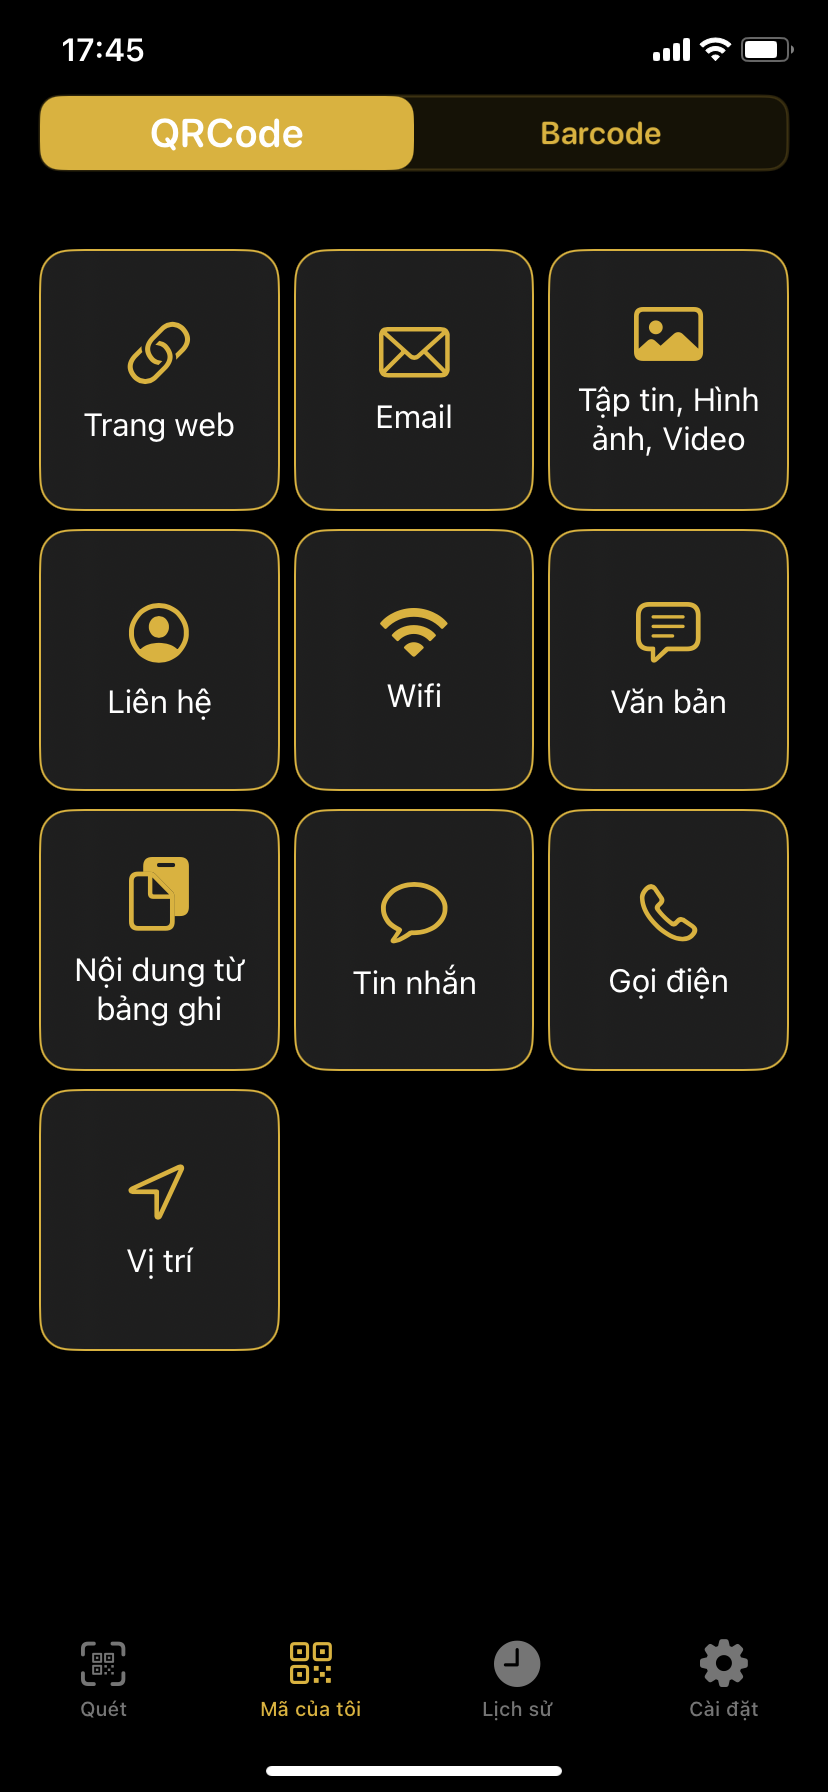 17:45
QRCode
Barcode
Trang web
Email
Tập tin, Hình
ảnh, Video
Liên hệ
Wifi
Văn bản
Nội dung từ
bảng ghi
Tin nhắn
Gọi điện
Vị trí
Quét
Mã của tôi
Lịch sử
Cài đặt